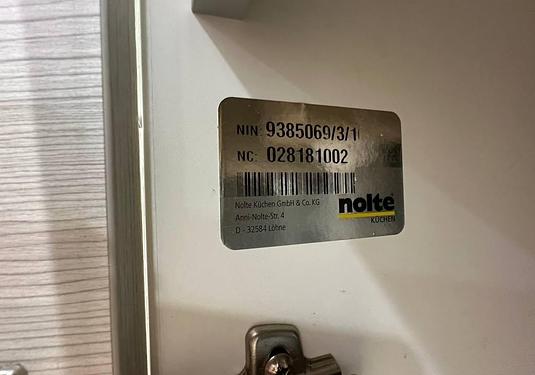 NIN: 9385069/3/1
NC: 028181002
Nolte Küchen GmbH & Co. KG
Anni-Nolte-Str. 4
D - 32584 Löhne
nolte
KÜCHEN